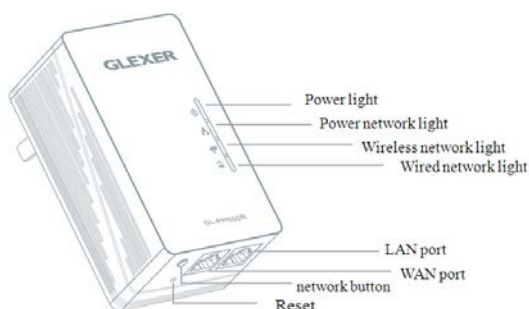 GLEXER
Power light
Power network light
Wireless network light
Wired network light
LAN port
WAN port
network button
Reset